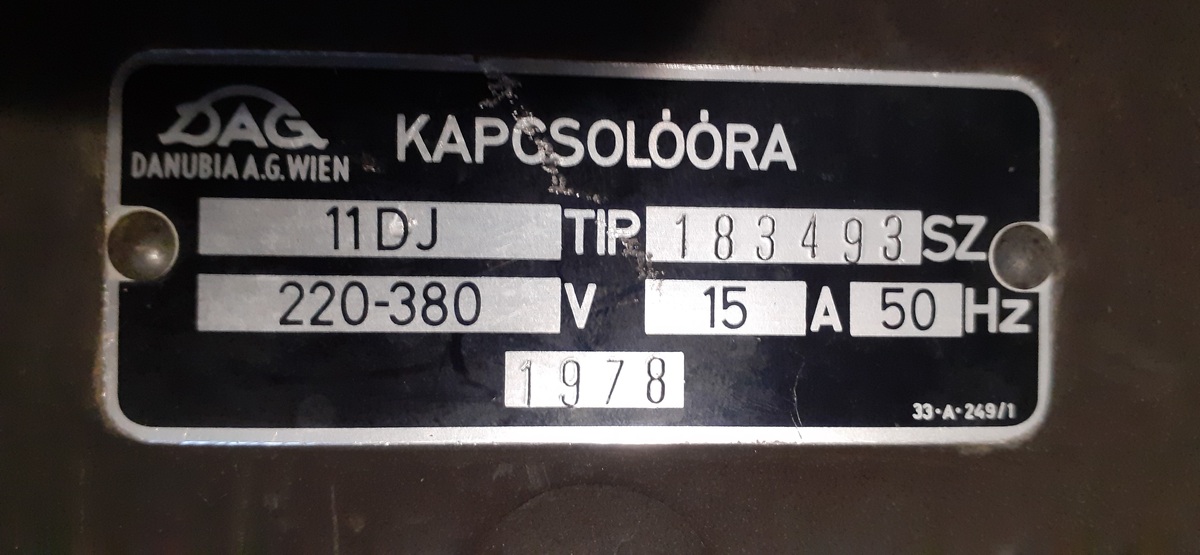 DAG
DANUBIA A.G. WIEN
KAPCSOLÓÓRA
11DJ TIP 183493 SZ
220-380 V 15 A 50 Hz
1978
33·A·249/1